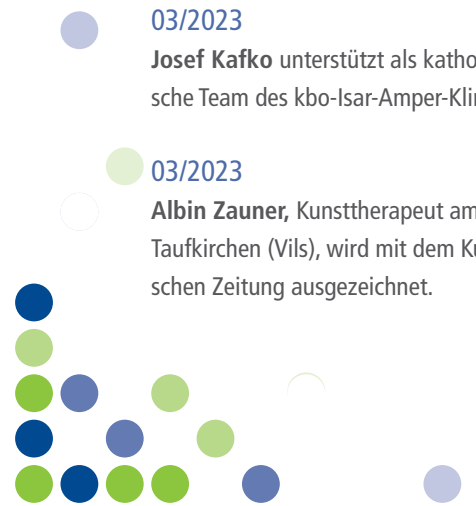 03/2023
Josef Kafko unterstützt als katho
sche Team des kbo-Isar-Amper-Klin
03/2023
Albin Zauner, Kunsttherapeut am
Taufkirchen (Vils), wird mit dem Ku
schen Zeitung ausgezeichnet.